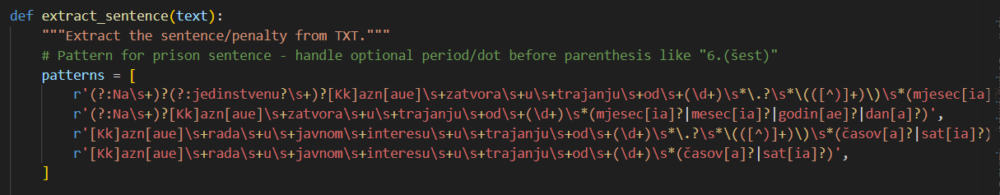 def extract_sentence(text):
    """Extract the sentence/penalty from TXT."""
    # Pattern for prison sentence - handle optional period/dot before parenthesis like "6.(šest)"
    patterns = [
        r'(?:Na\s+)?(?:jedinstvenu?\s+)?[Kk]azn[aue]\s+zatvora\s+u\s+trajanju\s+od\s+(\d+)\s*\.?\s*\(([^)]+)\)\s*(mjesec[ia]
        r'(?:Na\s+)?[Kk]azn[aue]\s+zatvora\s+u\s+trajanju\s+od\s+(\d+)\s*(mjesec[ia]?|mesec[ia]?|godin[ae]?|dan[a]?)',
        r'[Kk]azn[aue]\s+rada\s+u\s+javnom\s+interesu\s+u\s+trajanju\s+od\s+(\d+)\s*\.?\s*\(([^)]+)\)\s*(časov[a]?|sat[ia]?)
        r'[Kk]azn[aue]\s+rada\s+u\s+javnom\s+interesu\s+u\s+trajanju\s+od\s+(\d+)\s*(časov[a]?|sat[ia]?)',
    ]